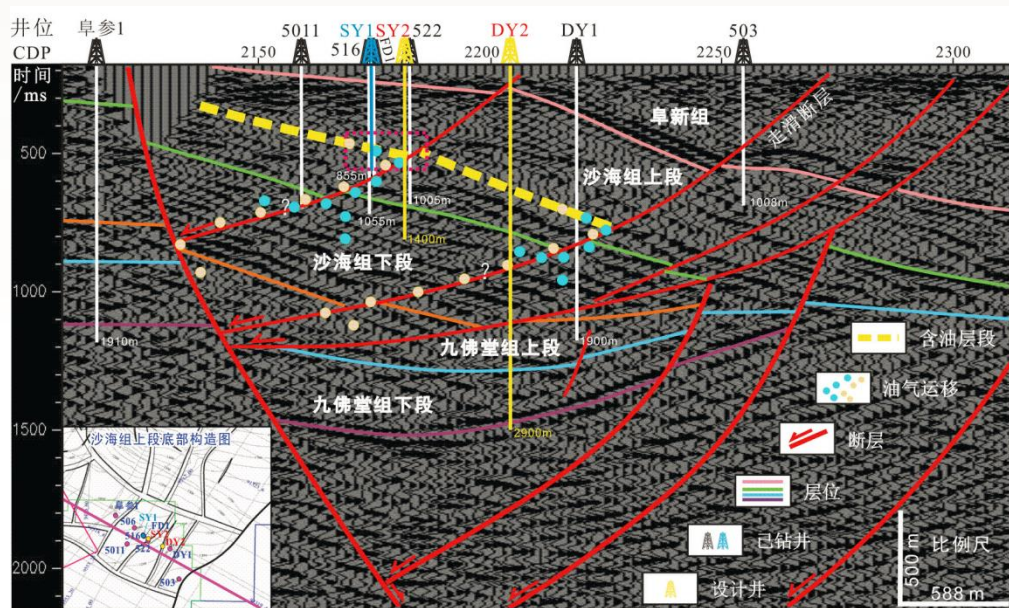 井位 阜参1 5011 SY1 SY2 522 DY2 DY1 503
CDP 2150 516 FD1 2200 2250 2300
时间
/ms
阜新组
走滑断层
500
沙海组上段
855m
1005m
1008m
1055m
1400m
?
沙海组下段
?
1000
1910m
九佛堂组上段
1900m
含油层段
九佛堂组下段
油气运移
2900m
1500
断层
沙海组上段底部构造图
层位
阜参1
506 SY1
FD1
516 SY2
DY2
5011 522 DY1
503
已钻井
500 m
比例尺
588 m
2000
设计井